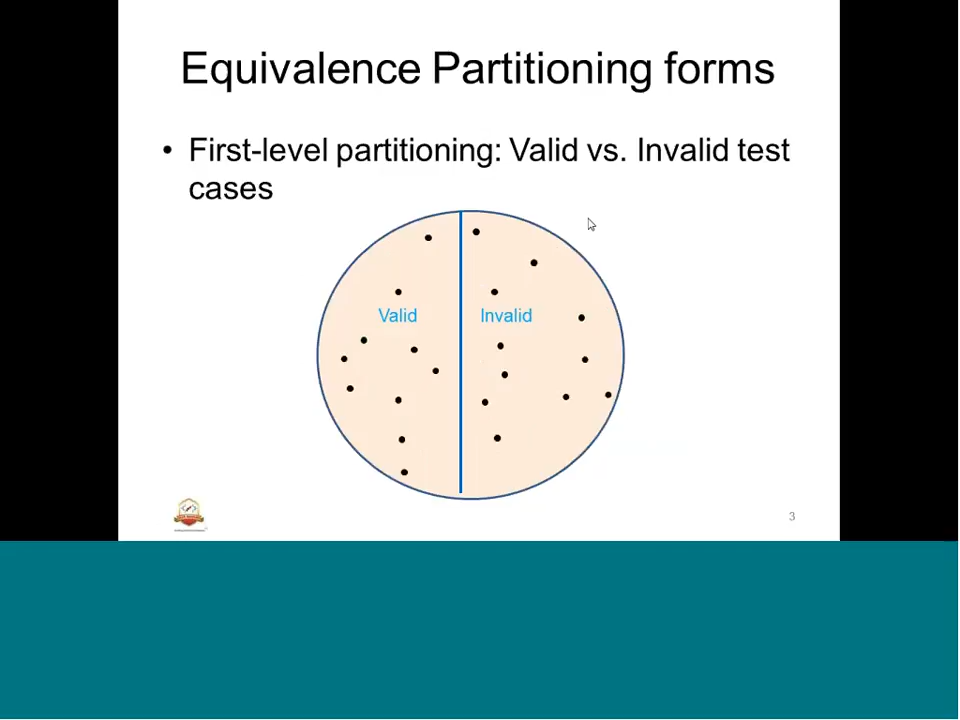 Equivalence Partitioning forms
• First-level partitioning: Valid vs. Invalid test
cases
Valid
Invalid
3